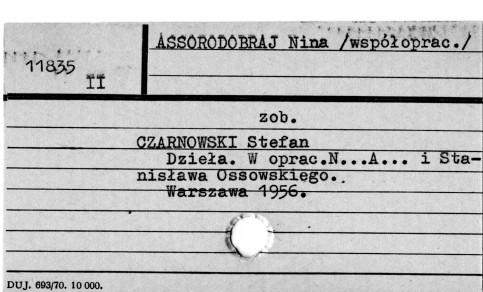 ASSORODOBRAJ Nina /współoprac./
11835
II
zob.
CZARNOWSKI Stefan
Dzieła. W oprac.N...A... i Sta-
nisława Ossowskiego..
Warszawa 1956.
DUJ. 693/70. 10 000.